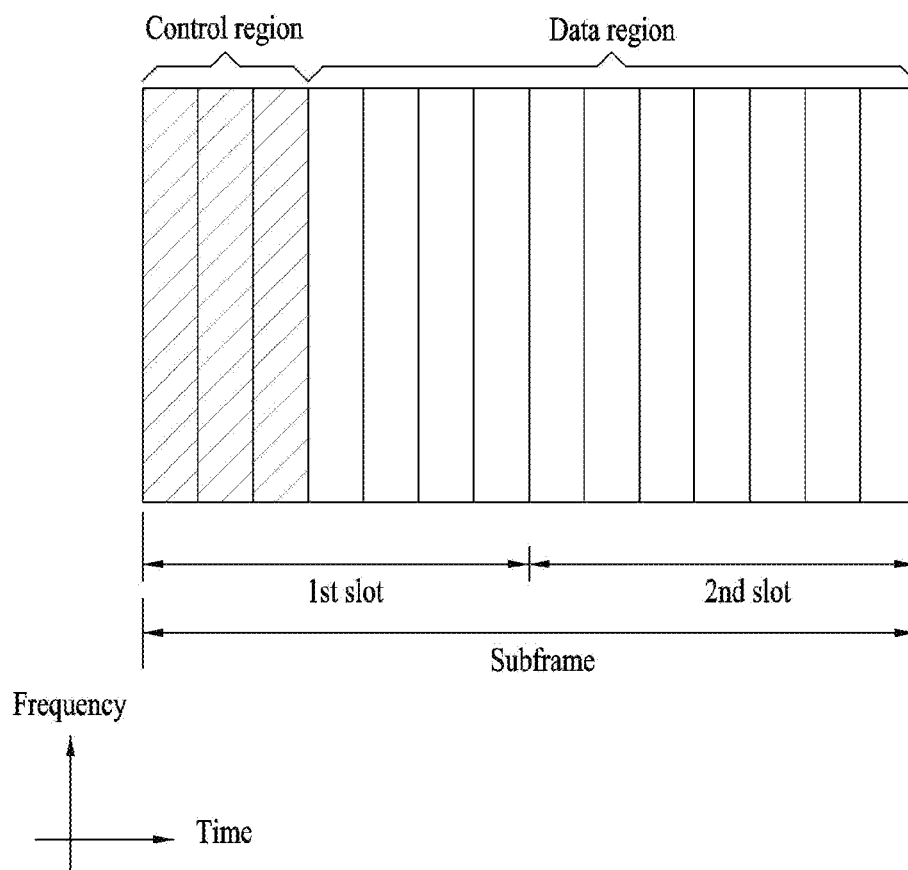 Control region
Data region
1st slot
2nd slot
Subframe
Frequency
Time